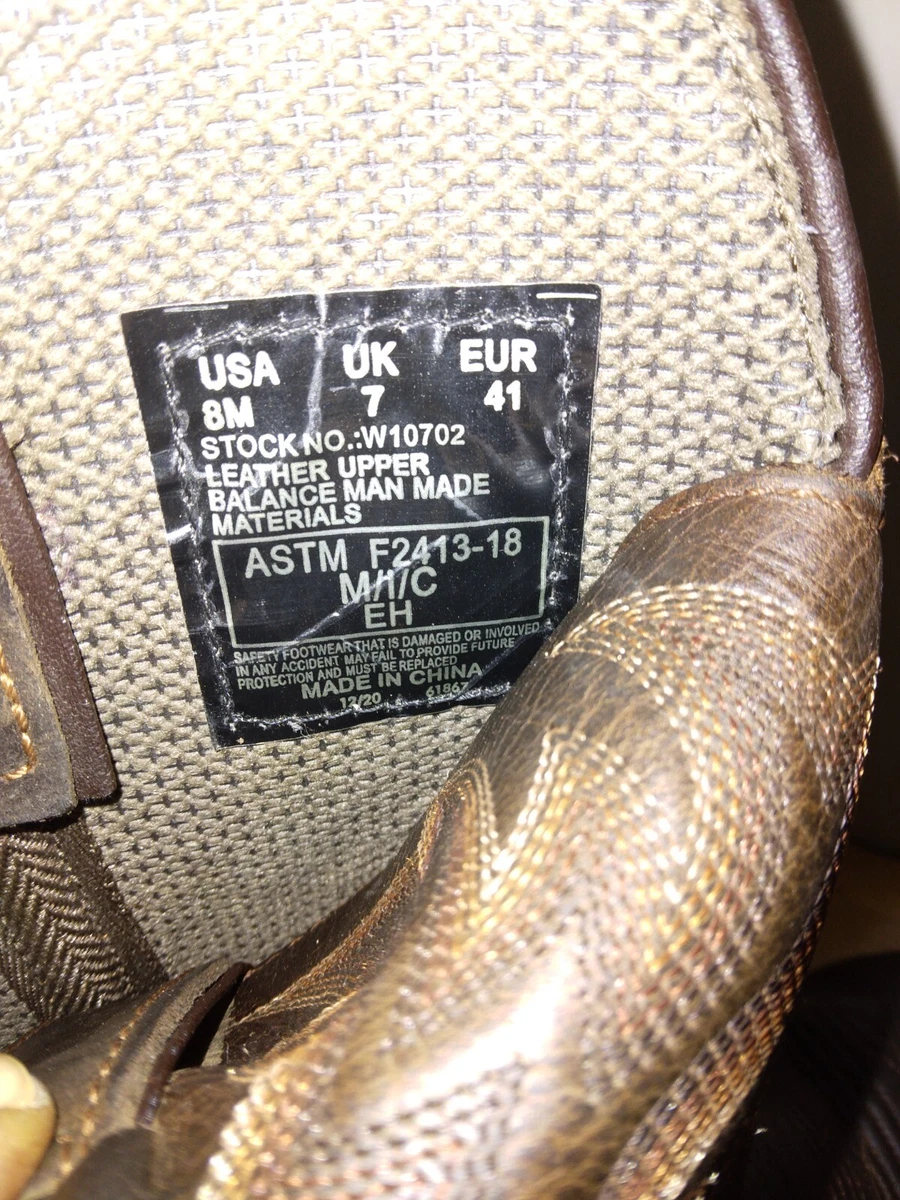 USA UK EUR
8M 7 41
STOCK NO.:W10702
LEATHER UPPER
BALANCE MAN MADE
MATERIALS
ASTM F2413-18
M/I/C
EH
SAFETY FOOTWEAR THAT IS DAMAGED OR INVOLVED
IN ANY ACCIDENT MAY FAIL TO PROVIDE FUTURE
PROTECTION AND MUST BE REPLACED
MADE IN CHINA
12/20 61867